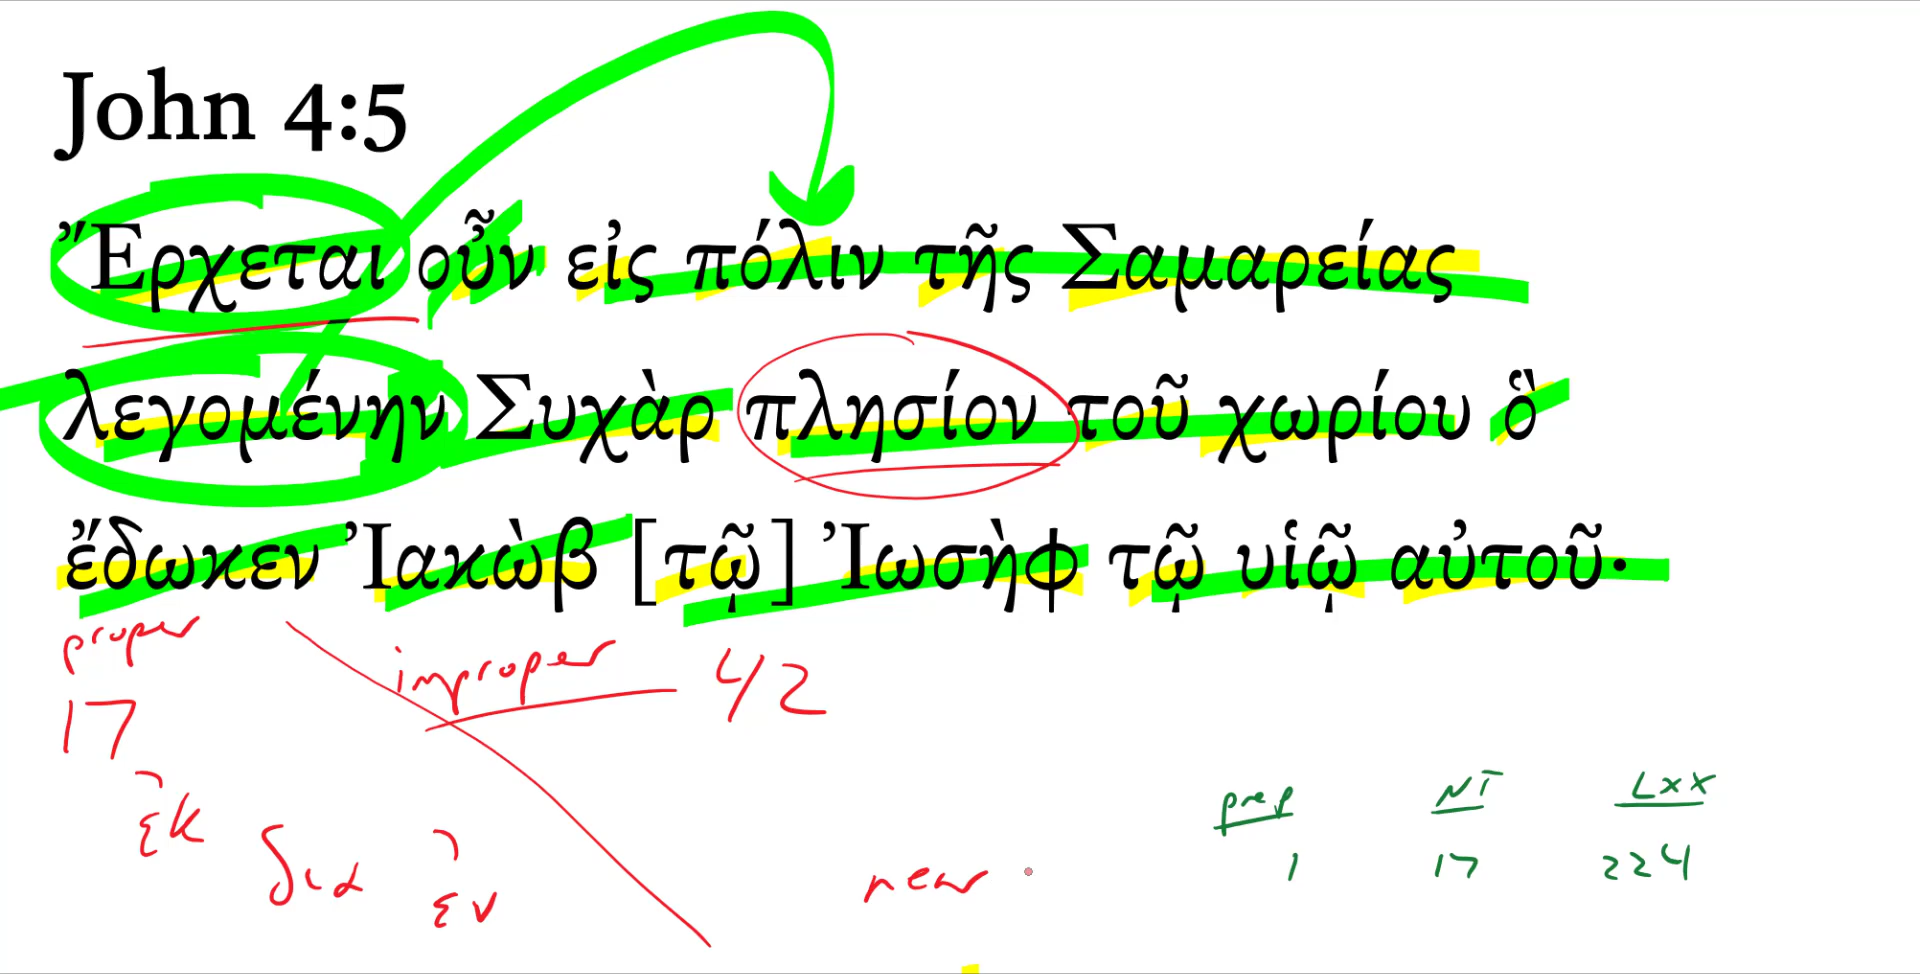 John 4:5
Ἔρχεται οὖν εἰς πόλιν τῆς Σαμαρείας
λεγομένην Συχὰρ πλησίον τοῦ χωρίου ὃ
ἔδωκεν Ἰακὼβ [τῷ] Ἰωσὴφ τῷ υἱῷ αὐτοῦ·
proper improper 42
17
prep NT LXX
ἐκ δια ἐν near 1 17 224